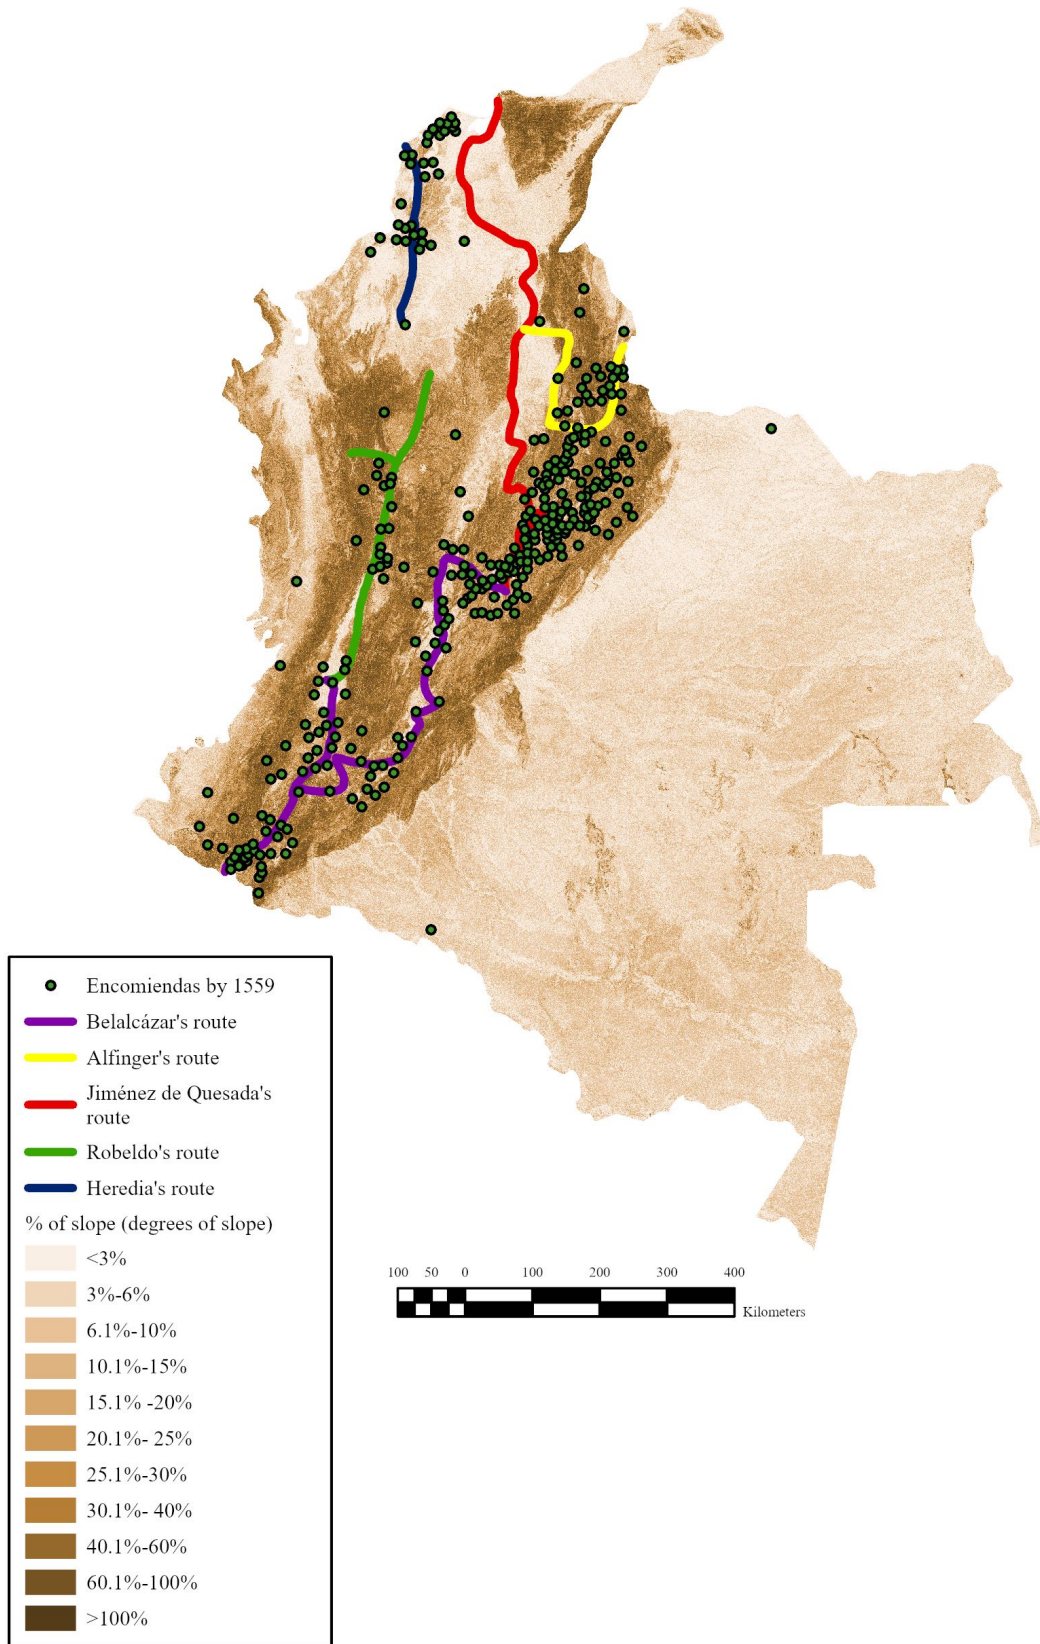 Encomiendas by 1559
Belalcázar's route
Alfinger's route
Jiménez de Quesada's
route
Robeldo's route
Heredia's route
% of slope (degrees of slope)
<3%
3%-6%
6.1%-10%
10.1%-15%
15.1% -20%
20.1%- 25%
25.1%-30%
30.1%- 40%
40.1%-60%
60.1%-100%
>100%
100 50 0 100 200 300 400
Kilometers